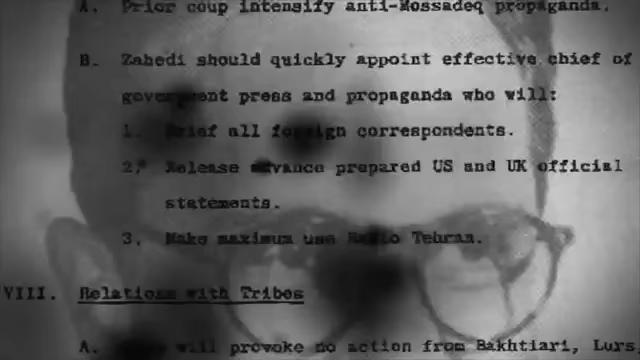 A. Prior coup intensify anti-Mossadeq propaganda.
B. Zahedi should quickly appoint effective chief of
government press and propaganda who will:
1. Brief all foreign correspondents.
2. Release advance prepared US and UK official
statements.
3. Make maximum use Radio Tehran.
VIII. Relations with Tribes
A. will provoke no action from Bakhtiari, Lurs